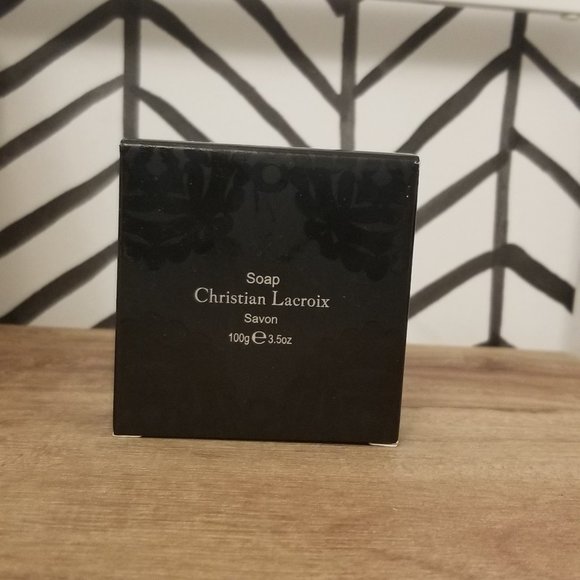 Soap
Christian Lacroix
Savon
100g ℮ 3.5oz